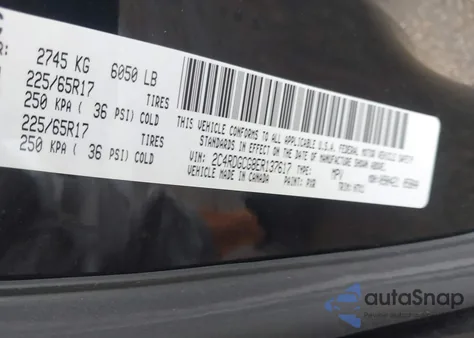 2745 KG 6050 LB
225/65R17 TIRES
250 KPA ( 36 PSI) COLD
225/65R17 TIRES
250 KPA ( 36 PSI) COLD
THIS VEHICLE CONFORMS TO ALL APPLICABLE U.S.A. FEDERAL MOTOR VEHICLE SAFETY
STANDARDS IN EFFECT ON THE DATE OF MANUFACTURE SHOWN ABOVE.
VIN: 2C4RDGCG8ER137617 MPV
VEHICLE MADE IN CANADA PAINT: PXR
autoSnap